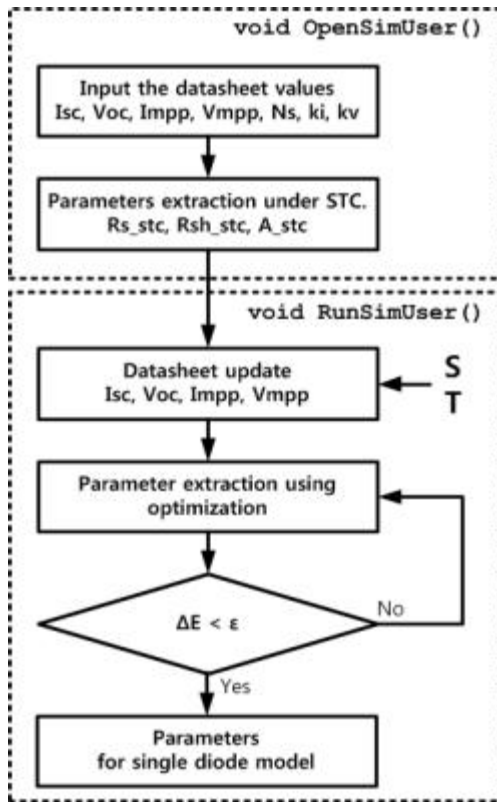 void OpenSimUser()
Input the datasheet values
Isc, Voc, Impp, Vmpp, Ns, ki, kv
Parameters extraction under STC.
Rs_stc, Rsh_stc, A_stc
void RunSimUser()
Datasheet update
Isc, Voc, Impp, Vmpp
S
T
Parameter extraction using
optimization
ΔE < ε
No
Yes
Parameters
for single diode model